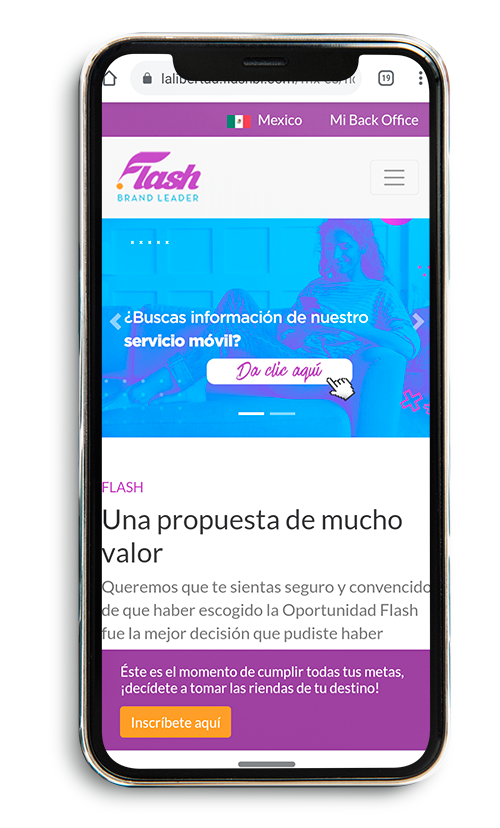 19
Mexico Mi Back Office
Flash
BRAND LEADER
¿Buscas información de nuestro
servicio móvil?
Da clic aquí
FLASH
Una propuesta de mucho
valor
Queremos que te sientas seguro y convencido
de que haber escogido la Oportunidad Flash
fue la mejor decisión que pudiste haber
Éste es el momento de cumplir todas tus metas,
¡decídete a tomar las riendas de tu destino!
Inscríbete aquí